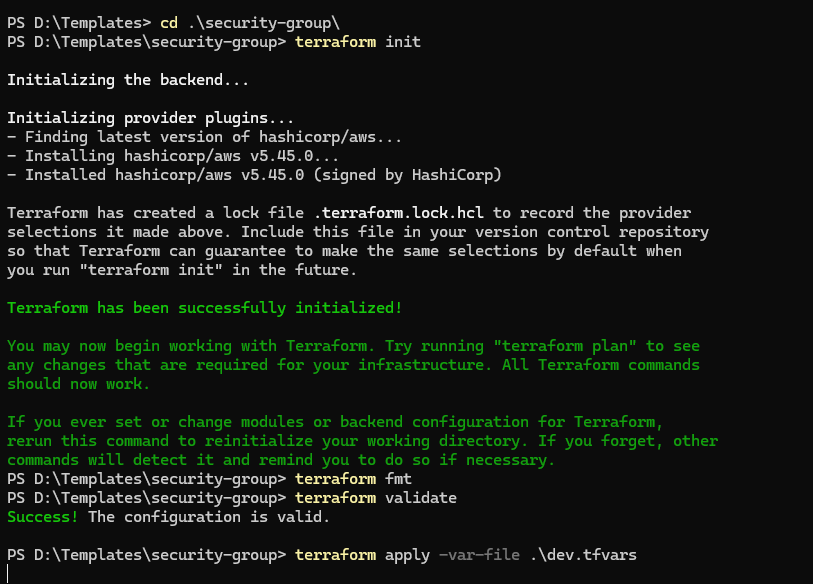 PS D:\Templates> cd .\security-group\
PS D:\Templates\security-group> terraform init
Initializing the backend...
Initializing provider plugins...
- Finding latest version of hashicorp/aws...
- Installing hashicorp/aws v5.45.0...
- Installed hashicorp/aws v5.45.0 (signed by HashiCorp)
Terraform has created a lock file .terraform.lock.hcl to record the provider
selections it made above. Include this file in your version control repository
so that Terraform can guarantee to make the same selections by default when
you run "terraform init" in the future.
Terraform has been successfully initialized!
You may now begin working with Terraform. Try running "terraform plan" to see
any changes that are required for your infrastructure. All Terraform commands
should now work.
If you ever set or change modules or backend configuration for Terraform,
rerun this command to reinitialize your working directory. If you forget, other
commands will detect it and remind you to do so if necessary.
PS D:\Templates\security-group> terraform fmt
PS D:\Templates\security-group> terraform validate
Success! The configuration is valid.
PS D:\Templates\security-group> terraform apply -var-file .\dev.tfvars